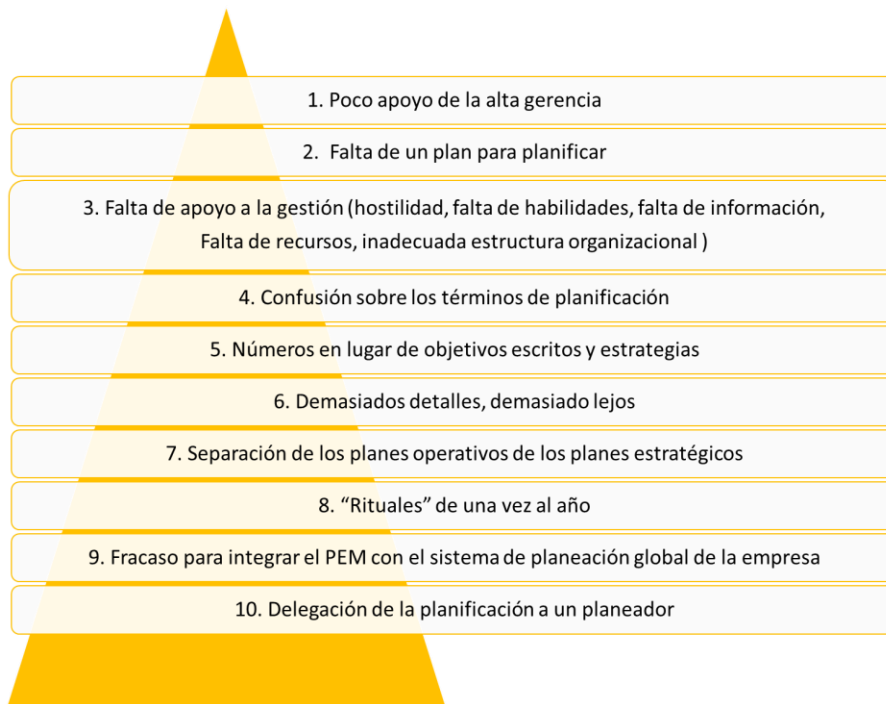 1. Poco apoyo de la alta gerencia
2. Falta de un plan para planificar
3. Falta de apoyo a la gestión (hostilidad, falta de habilidades, falta de información,
Falta de recursos, inadecuada estructura organizacional )
4. Confusión sobre los términos de planificación
5. Números en lugar de objetivos escritos y estrategias
6. Demasiados detalles, demasiado lejos
7. Separación de los planes operativos de los planes estratégicos
8. “Rituales” de una vez al año
9. Fracaso para integrar el PEM con el sistema de planeación global de la empresa
10. Delegación de la planificación a un planeador